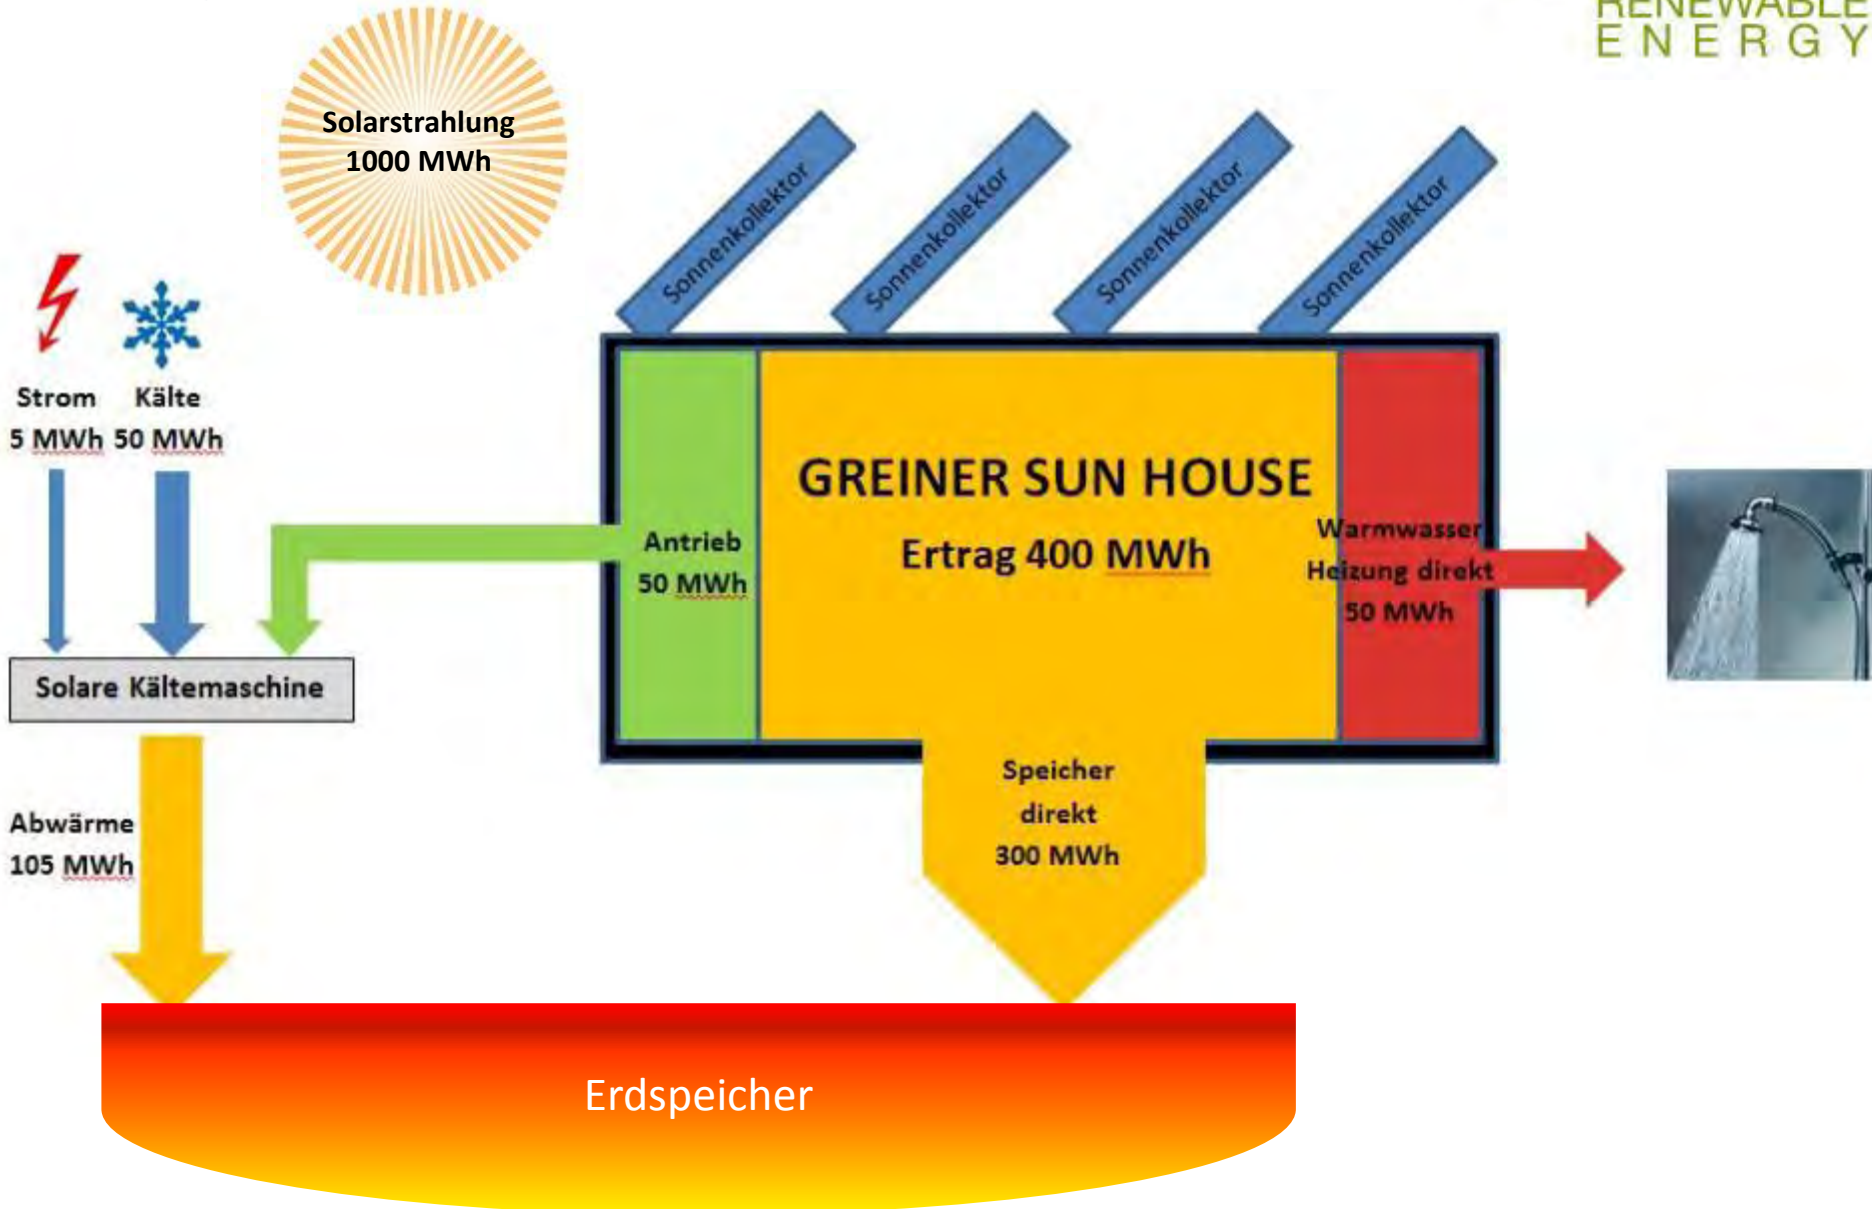 RENEWABLE
ENERGY
Solarstrahlung
1000 MWh
Sonnenkollektor
Sonnenkollektor
Sonnenkollektor
Sonnenkollektor
Strom
5 MWh
Kälte
50 MWh
GREINER SUN HOUSE
Ertrag 400 MWh
Antrieb
50 MWh
Warmwasser
Heizung direkt
50 MWh
Solare Kältemaschine
Speicher
direkt
300 MWh
Abwärme
105 MWh
Erdspeicher